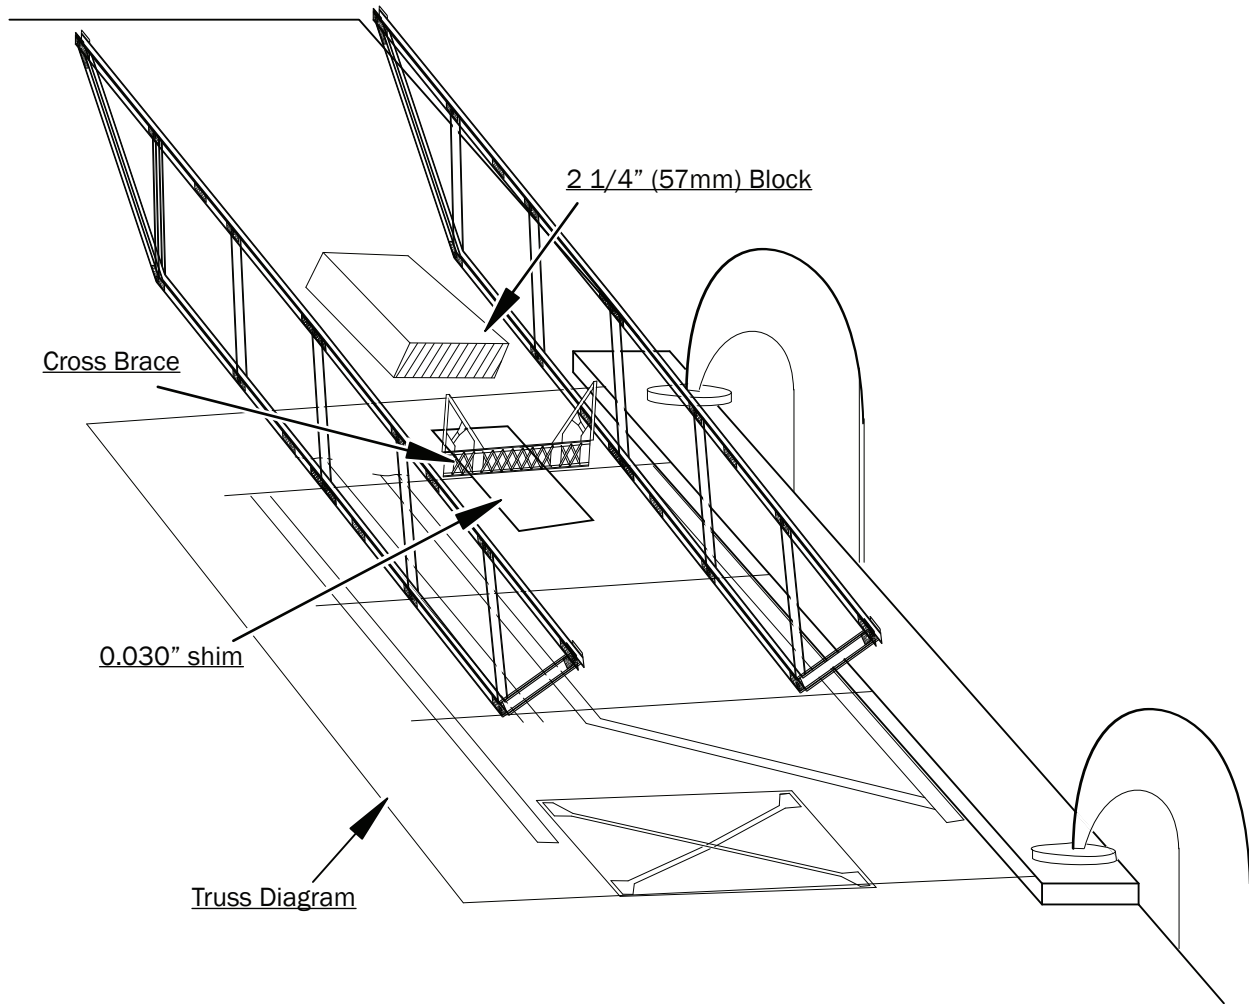 2 1/4” (57mm) Block
Cross Brace
0.030” shim
Truss Diagram